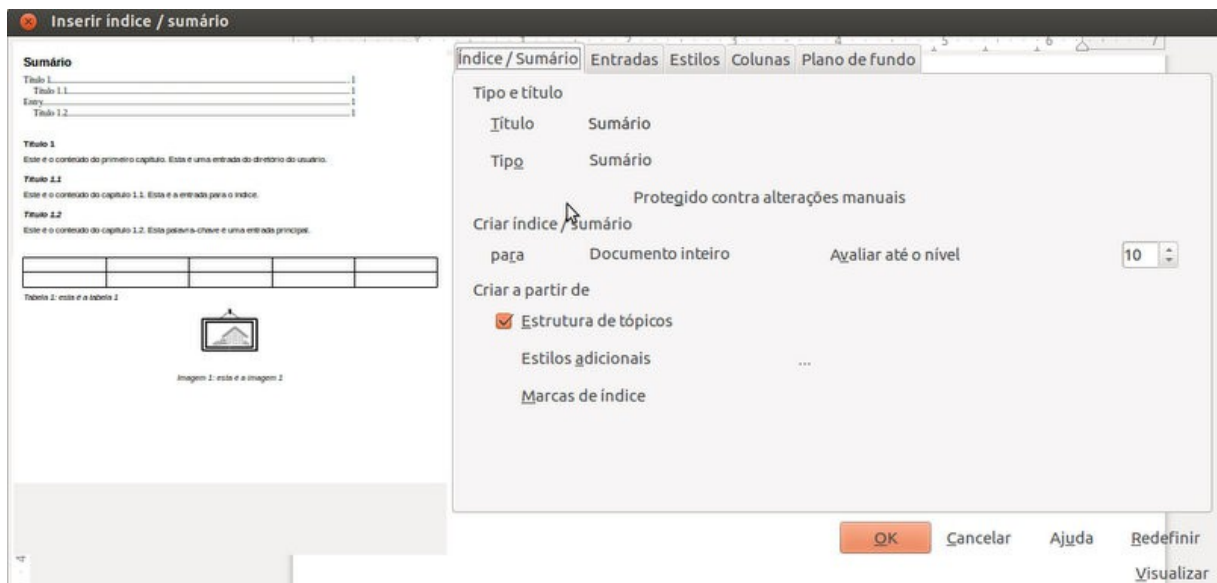 Inserir índice / sumário
Sumário
Título 1 1
Título 1.1 1
Entry 1
Título 1.2 1
Título 1
Este é o conteúdo do primeiro capítulo. Esta é uma entrada do diretório do usuário.
Título 1.1
Este é o conteúdo do capítulo 1.1. Esta é a entrada para o índice.
Título 1.2
Este é o conteúdo do capítulo 1.2. Esta palavra-chave é uma entrada principal.
Tabela 1: esta é a tabela 1
Imagem 1: esta é a imagem 1
Índice / Sumário Entradas Estilos Colunas Plano de fundo
Tipo e título
Título Sumário
Tipo Sumário
Protegido contra alterações manuais
Criar índice / sumário
para Documento inteiro Avaliar até o nível 10
Criar a partir de
Estrutura de tópicos
Estilos adicionais ...
Marcas de índice
OK Cancelar Ajuda Redefinir
Visualizar